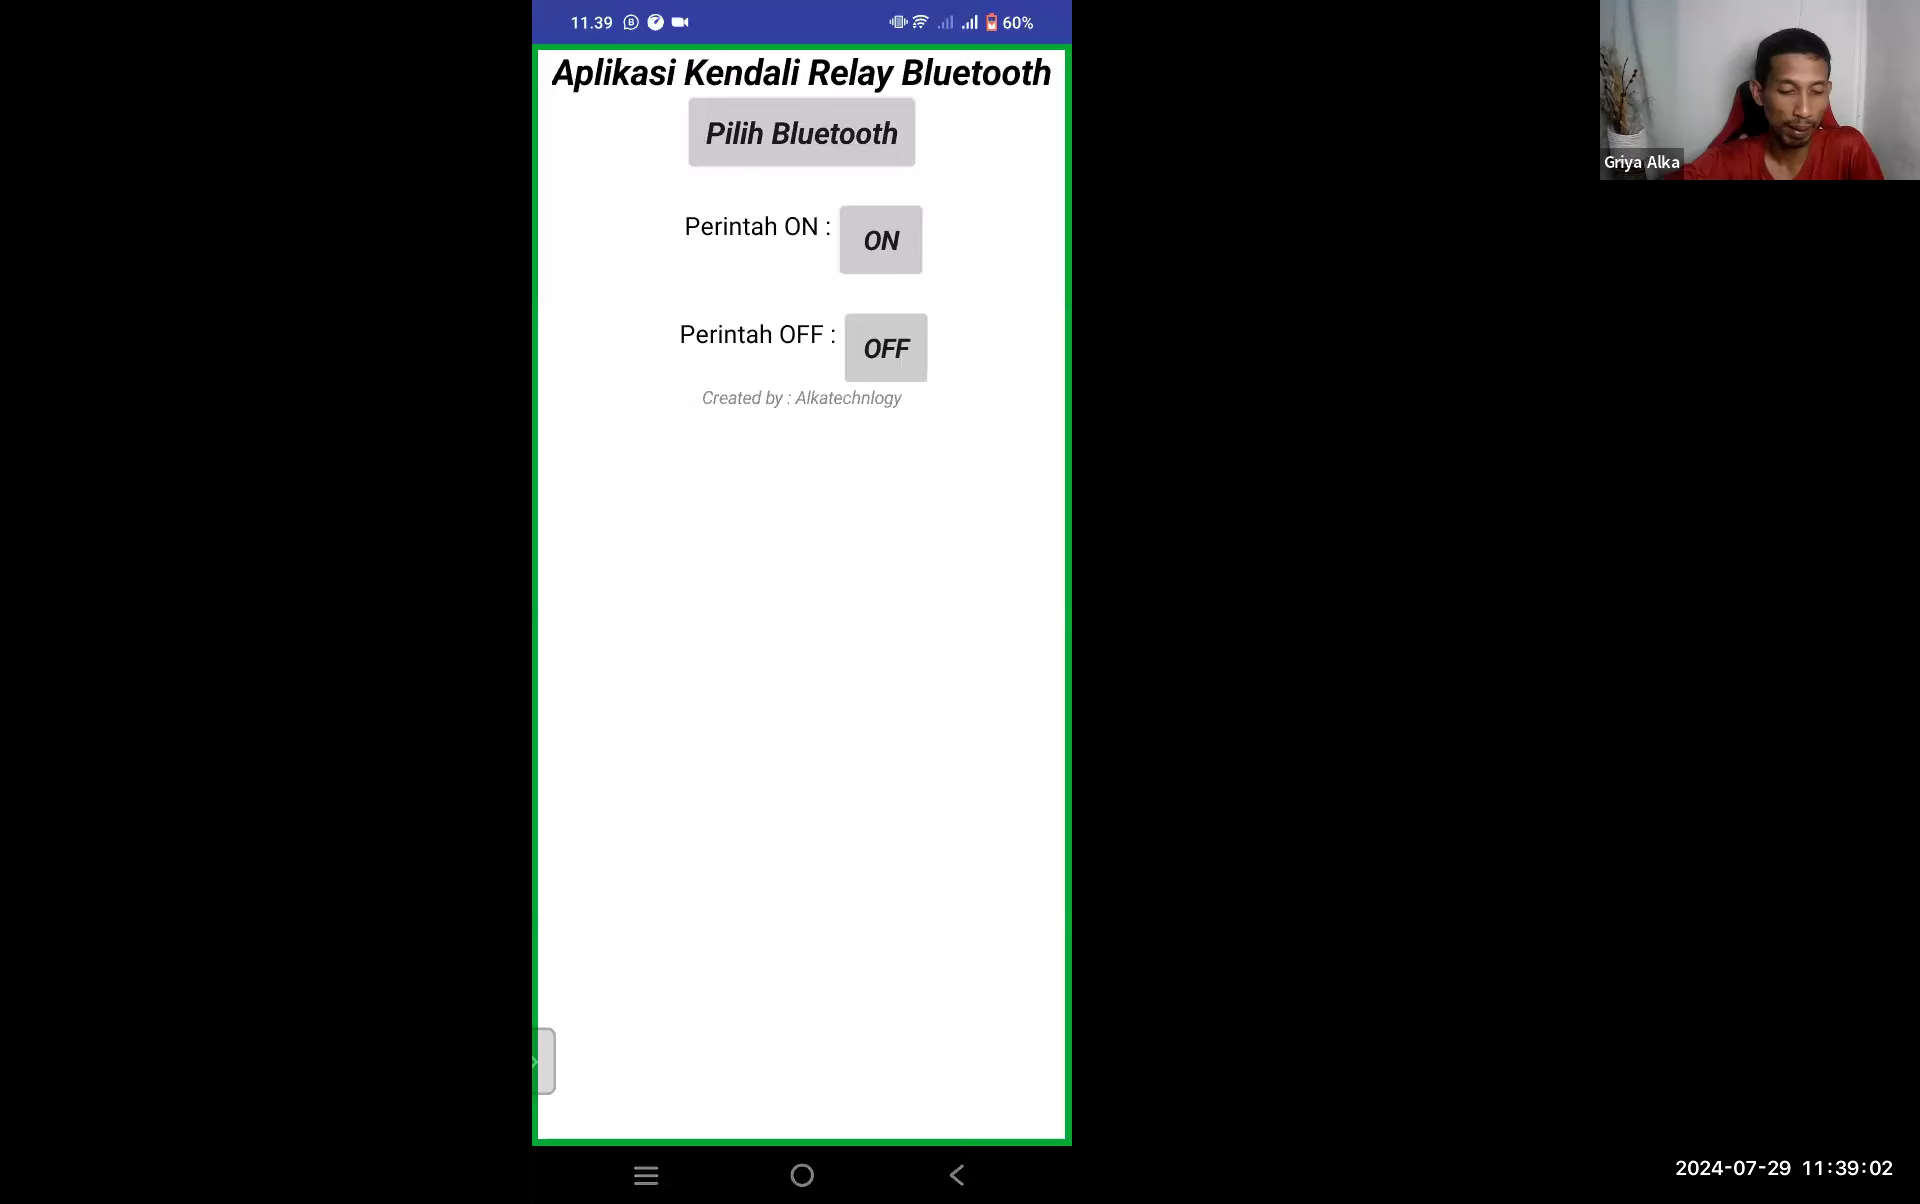 11.39 60%
Aplikasi Kendali Relay Bluetooth
Pilih Bluetooth
Perintah ON : ON
Perintah OFF : OFF
Created by : Alkatechnlogy
Griya Alka
2024-07-29 11:39:02